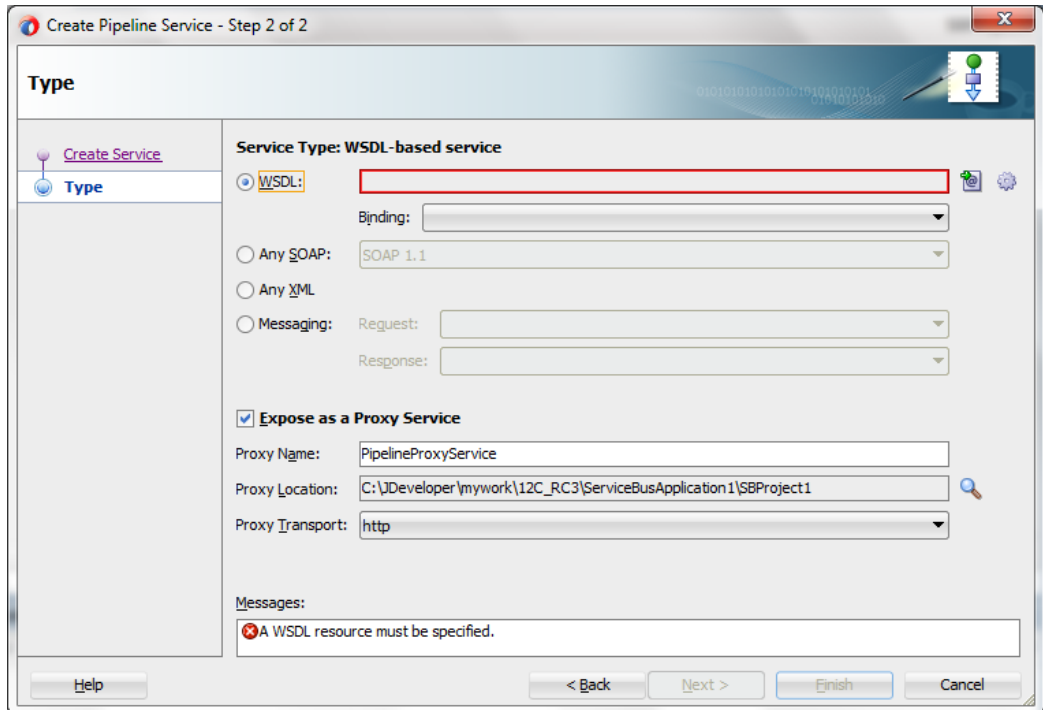 Create Pipeline Service - Step 2 of 2
Type
Create Service
Type
Service Type: WSDL-based service
WSDL:
Binding:
Any SOAP: SOAP 1.1
Any XML
Messaging: Request:
Response:
Expose as a Proxy Service
Proxy Name: PipelineProxyService
Proxy Location: C:\JDeveloper\mywork\12C_RC3\ServiceBusApplication1\SBProject1
Proxy Transport: http
Messages:
A WSDL resource must be specified.
Help < Back Next > Finish Cancel